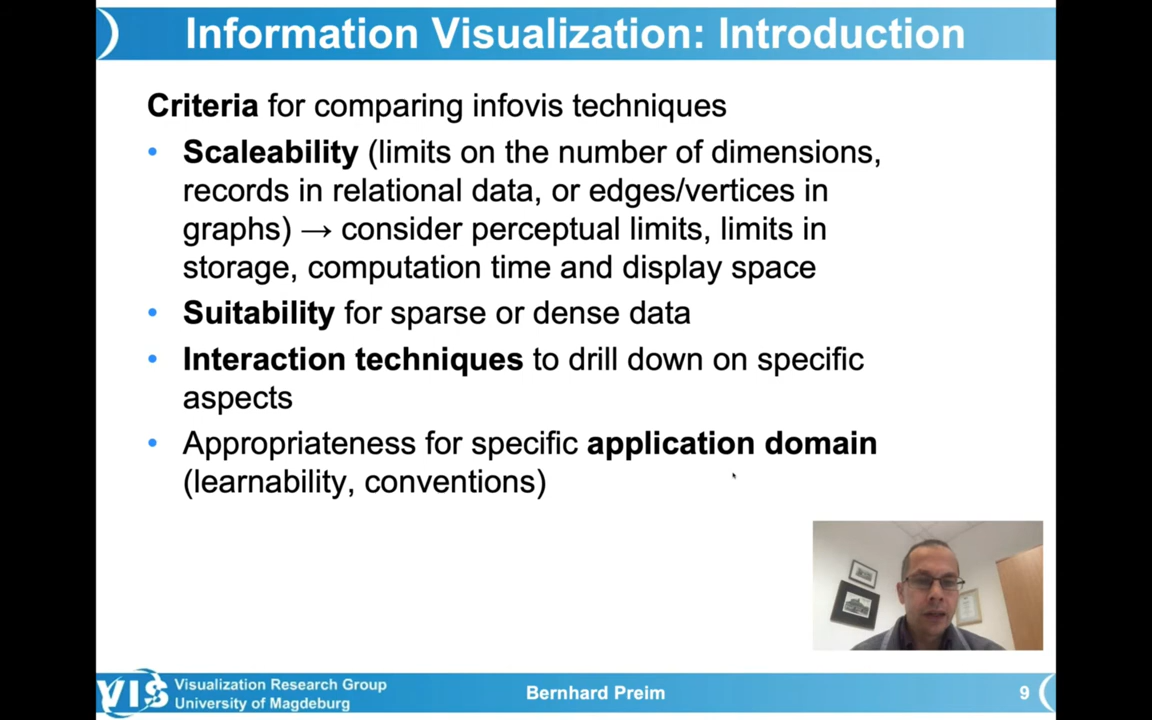 Information Visualization: Introduction
Criteria for comparing infovis techniques
• Scaleability (limits on the number of dimensions,
records in relational data, or edges/vertices in
graphs) → consider perceptual limits, limits in
storage, computation time and display space
• Suitability for sparse or dense data
• Interaction techniques to drill down on specific
aspects
• Appropriateness for specific application domain
(learnability, conventions)
VIS
Visualization Research Group
University of Magdeburg
Bernhard Preim
9